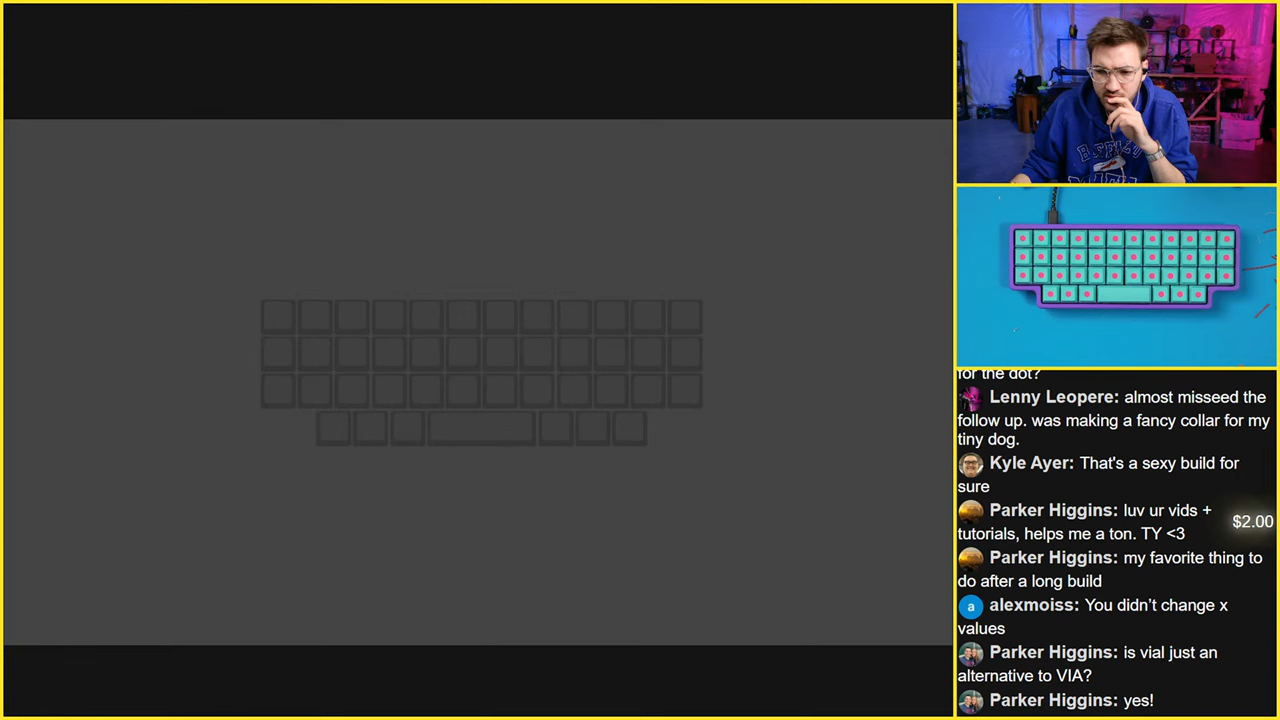 for the dot?
Lenny Leopere: almost misseed the
follow up. was making a fancy collar for my
tiny dog.
Kyle Ayer: That's a sexy build for
sure
Parker Higgins: luv ur vids +
tutorials, helps me a ton. TY <3
$2.00
Parker Higgins: my favorite thing to
do after a long build
a alexmoiss: You didn’t change x
values
Parker Higgins: is vial just an
alternative to VIA?
Parker Higgins: yes!